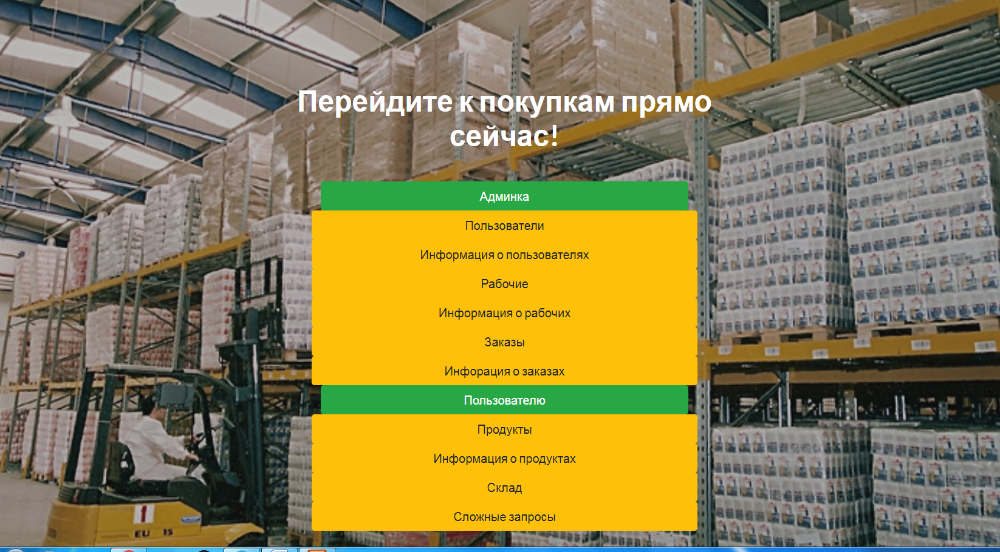 Перейдите к покупкам прямо
сейчас!
Админка
Пользователи
Информация о пользователях
Рабочие
Информация о рабочих
Заказы
Инфорация о заказах
Пользователю
Продукты
Информация о продуктах
Склад
Сложные запросы
1
EU 15